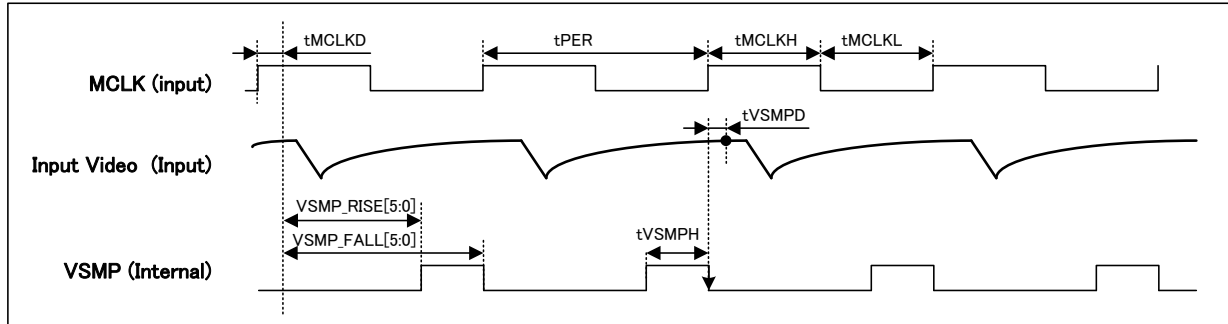 tMCLKD
tPER
tMCLKH
tMCLKL
MCLK (input)
tVSMPD
Input Video (Input)
VSMP_RISE[5:0]
VSMP_FALL[5:0]
tVSMPH
VSMP (Internal)